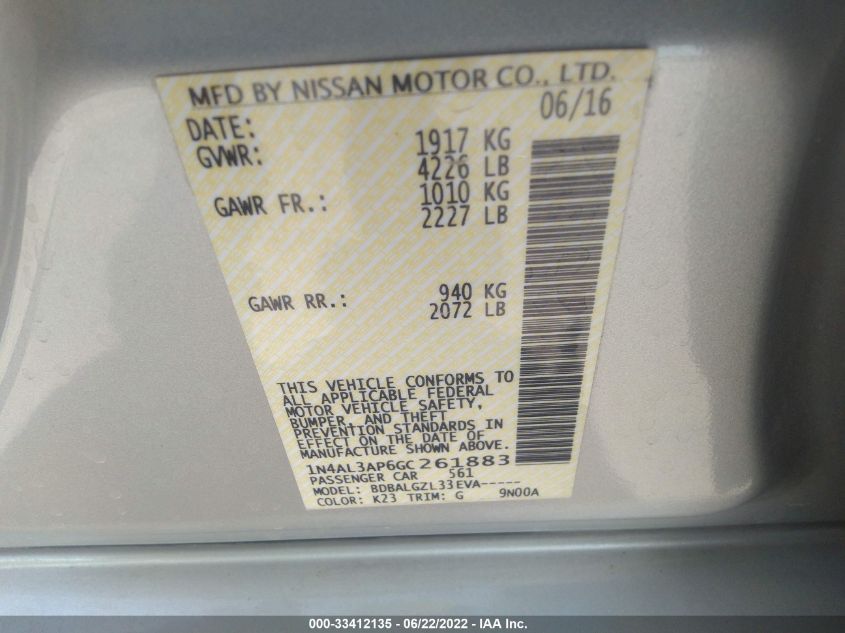 MFD BY NISSAN MOTOR CO., LTD.
DATE: 06/16
GVWR: 1917 KG
4226 LB
GAWR FR.: 1010 KG
2227 LB
GAWR RR.: 940 KG
2072 LB
THIS VEHICLE CONFORMS TO
ALL APPLICABLE FEDERAL
MOTOR VEHICLE SAFETY,
BUMPER, AND THEFT
PREVENTION STANDARDS IN
EFFECT ON THE DATE OF
MANUFACTURE SHOWN ABOVE.
1N4AL3AP6GC261883
PASSENGER CAR 561
MODEL: BDBALGZL33EVA-----
COLOR: K23 TRIM: G 9N00A
000-33412135 - 06/22/2022 - IAA Inc.